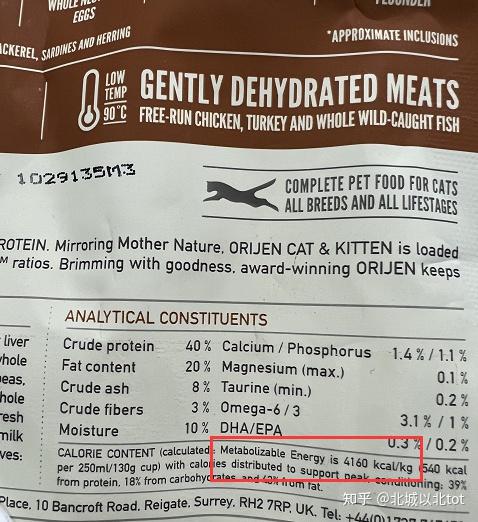 WHOLE NEST
EGGS
FLOUNDER
ACKEREL, SARDINES AND HERRING
*APPROXIMATE INCLUSIONS
LOW
TEMP
90°C
GENTLY DEHYDRATED MEATS
FREE-RUN CHICKEN, TURKEY AND WHOLE WILD-CAUGHT FISH
1029135M3
COMPLETE PET FOR CATS
ALL BREEDS AND ALL LIFESTAGES
ROTEIN. Mirroring Mother Nature, ORIJEN CAT & KITTEN is loaded
™ ratios. Brimming with goodness, award-winning ORIJEN keeps
ANALYTICAL CONSTITUENTS
liver
whole
peas,
hole
resh
milk
ves:
Crude protein 40 % Calcium / Phosphorus 1.4 % / 1.1 %
Fat content 20 % Magnesium (max.) 0.1 %
Crude ash 8 % Taurine (min.) 0.2 %
Crude fibers 3 % Omega-6 / 3 3.1 % / 1 %
Moisture 10 % DHA/EPA 0.3 % / 0.2 %
CALORIE CONTENT (calculated): Metabolizable Energy is 4160 kcal/kg (540 kcal
per 250ml/130g cup) with calories distributed to support peak conditioning: 39%
from protein, 18% from carbohydrates, and 43% from fat.
Place, 10 Bancroft Road, Reigate, Surrey, RH2 7RP, UK. Tel:
知乎 @北城以北tot